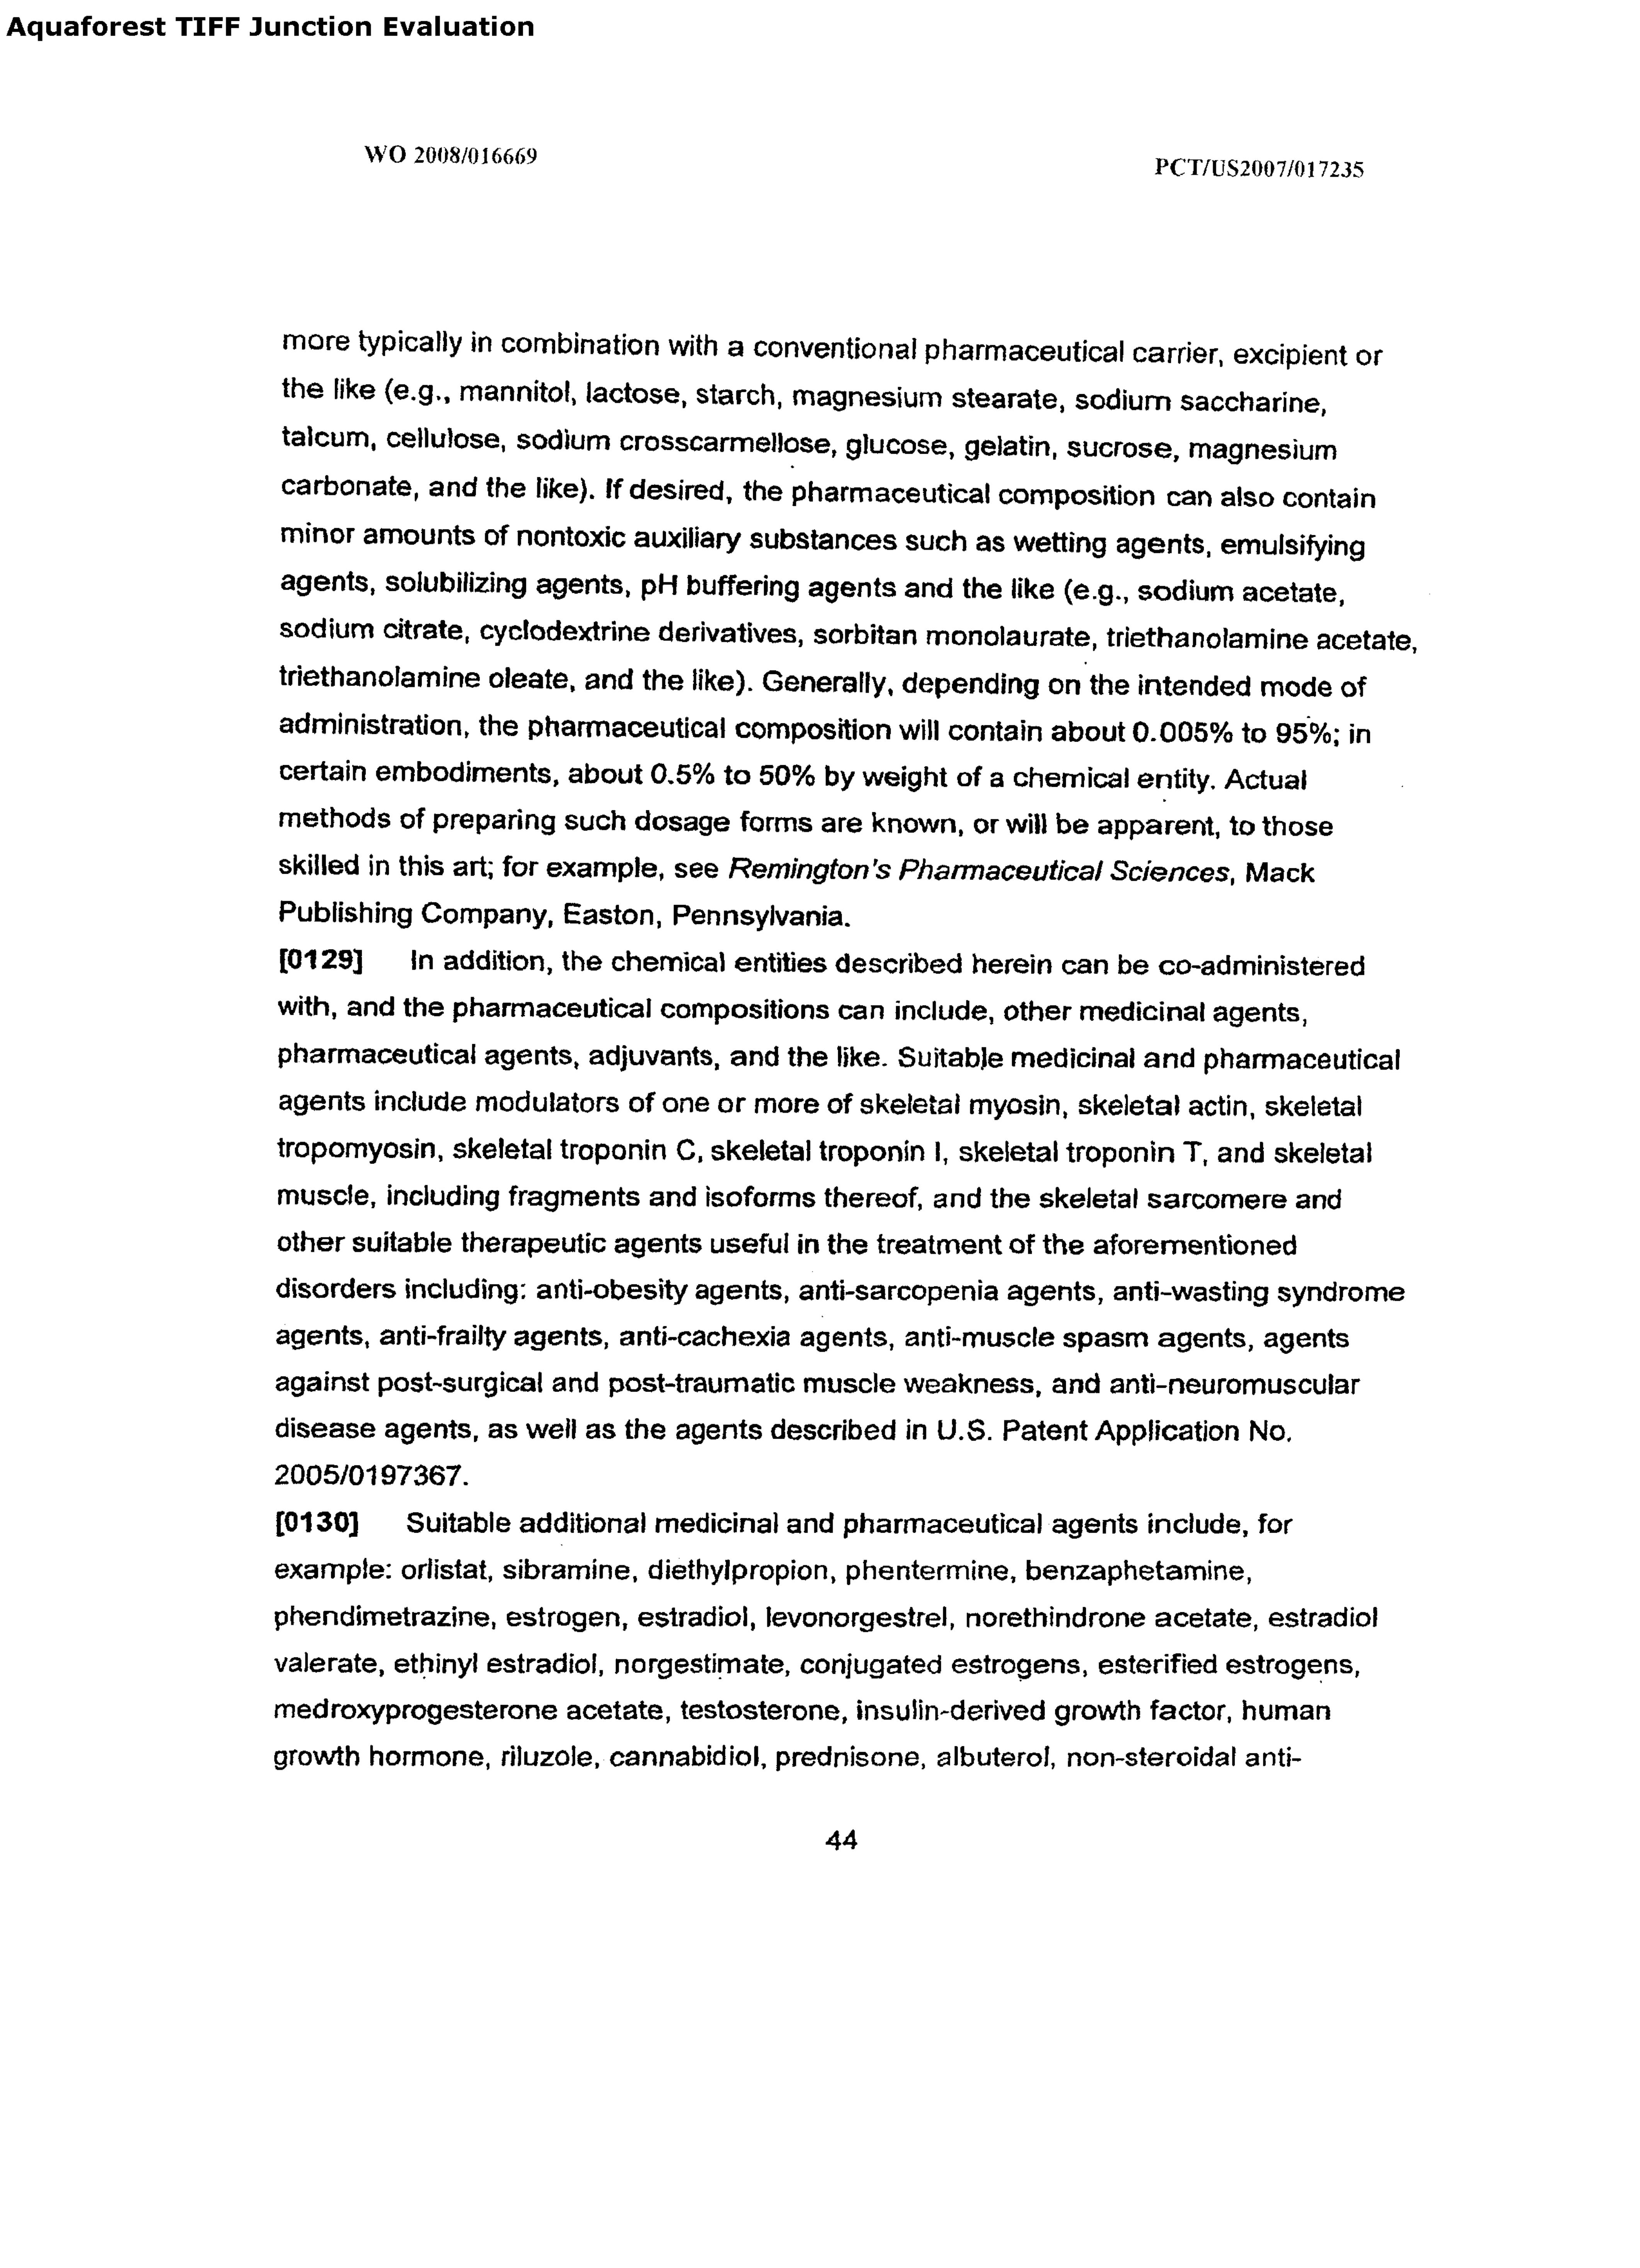 Aquaforest TIFF Junction Evaluation
WO 2008/016669
PCT/US2007/017235
more typically in combination with a conventional pharmaceutical carrier, excipient or
the like (e.g., mannitol, lactose, starch, magnesium stearate, sodium saccharine,
talcum, cellulose, sodium crosscarmellose, glucose, gelatin, sucrose, magnesium
carbonate, and the like). If desired, the pharmaceutical composition can also contain
minor amounts of nontoxic auxiliary substances such as wetting agents, emulsifying
agents, solubilizing agents, pH buffering agents and the like (e.g., sodium acetate,
sodium citrate, cyclodextrine derivatives, sorbitan monolaurate, triethanolamine acetate,
triethanolamine oleate, and the like). Generally, depending on the intended mode of
administration, the pharmaceutical composition will contain about 0.005% to 95%; in
certain embodiments, about 0.5% to 50% by weight of a chemical entity. Actual
methods of preparing such dosage forms are known, or will be apparent, to those
skilled in this art; for example, see Remington's Pharmaceutical Sciences, Mack
Publishing Company, Easton, Pennsylvania.
[0129] In addition, the chemical entities described herein can be co-administered
with, and the pharmaceutical compositions can include, other medicinal agents,
pharmaceutical agents, adjuvants, and the like. Suitable medicinal and pharmaceutical
agents include modulators of one or more of skeletal myosin, skeletal actin, skeletal
tropomyosin, skeletal troponin C, skeletal troponin I, skeletal troponin T, and skeletal
muscle, including fragments and isoforms thereof, and the skeletal sarcomere and
other suitable therapeutic agents useful in the treatment of the aforementioned
disorders including: anti-obesity agents, anti-sarcopenia agents, anti-wasting syndrome
agents, anti-frailty agents, anti-cachexia agents, anti-muscle spasm agents, agents
against post-surgical and post-traumatic muscle weakness, and anti-neuromuscular
disease agents, as well as the agents described in U.S. Patent Application No.
2005/0197367.
[0130] Suitable additional medicinal and pharmaceutical agents include, for
example: orlistat, sibramine, diethylpropion, phentermine, benzaphetamine,
phendimetrazine, estrogen, estradiol, levonorgestrel, norethindrone acetate, estradiol
valerate, ethinyl estradiol, norgestimate, conjugated estrogens, esterified estrogens,
medroxyprogesterone acetate, testosterone, insulin-derived growth factor, human
growth hormone, riluzole, cannabidiol, prednisone, albuterol, non-steroidal anti-
44